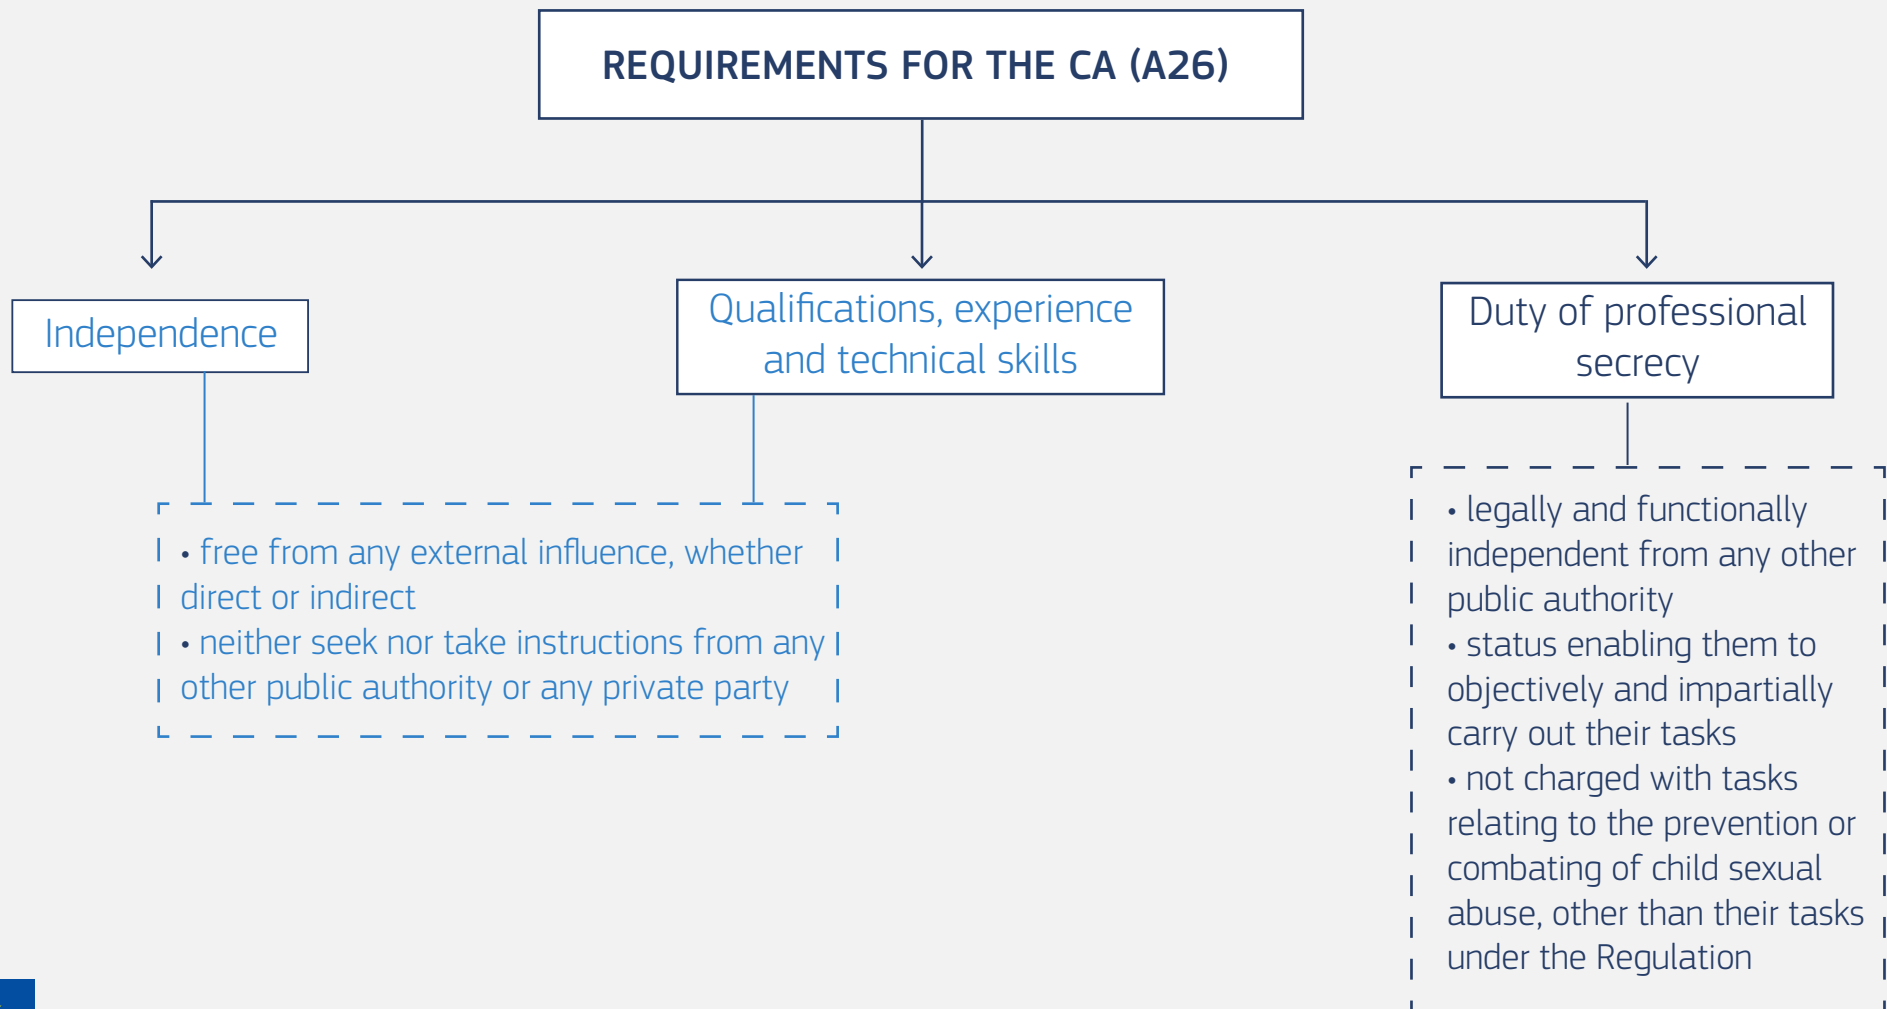 REQUIREMENTS FOR THE CA (A26)
Independence
Qualifications, experience
and technical skills
Duty of professional
secrecy
• free from any external influence, whether
direct or indirect
• neither seek nor take instructions from any
other public authority or any private party
• legally and functionally
independent from any other
public authority
• status enabling them to
objectively and impartially
carry out their tasks
• not charged with tasks
relating to the prevention or
combating of child sexual
abuse, other than their tasks
under the Regulation